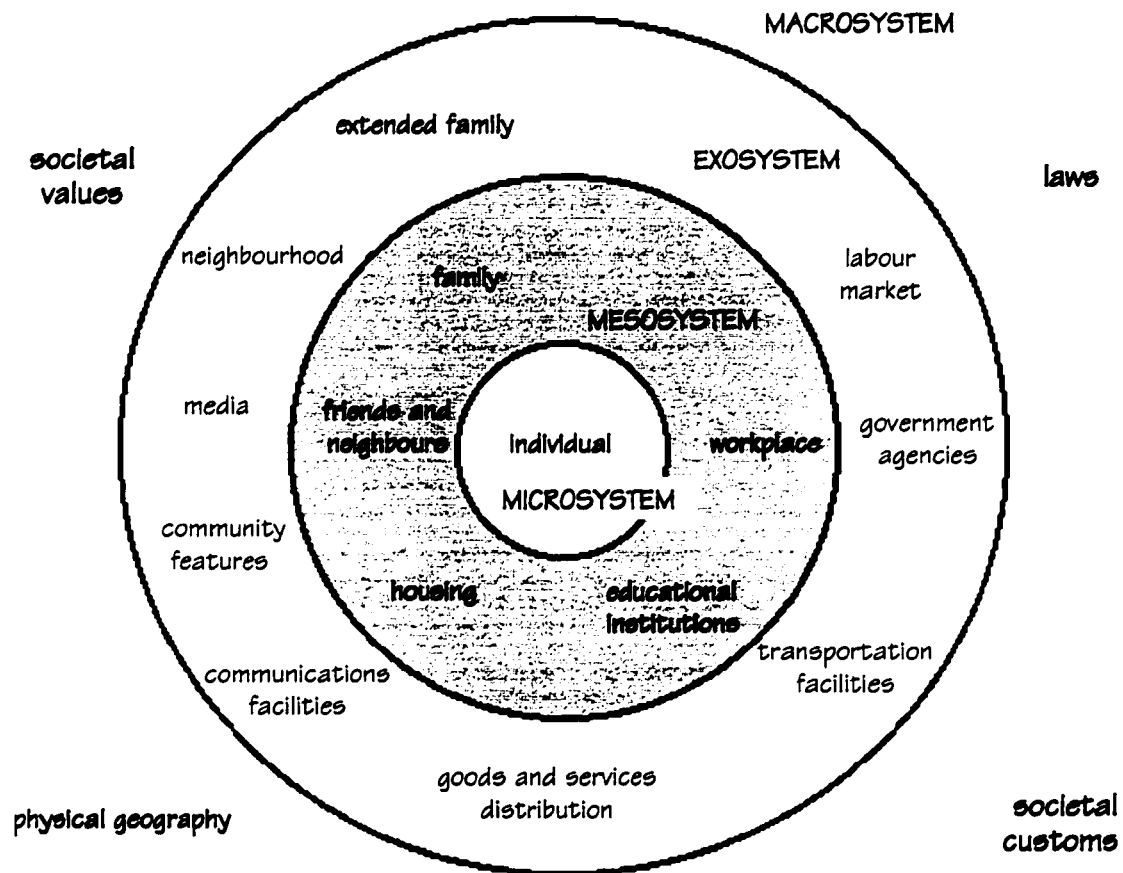 MACROSYSTEM
extended family
EXOSYSTEM
societal
values
laws
neighbourhood
labour
market
family
MESOSYSTEM
media
friends and
neighbours
individual
workplace
government
agencies
MICROSYSTEM
community
features
housing
educational
institutions
communications
facilities
transportation
facilities
goods and services
distribution
physical geography
societal
customs